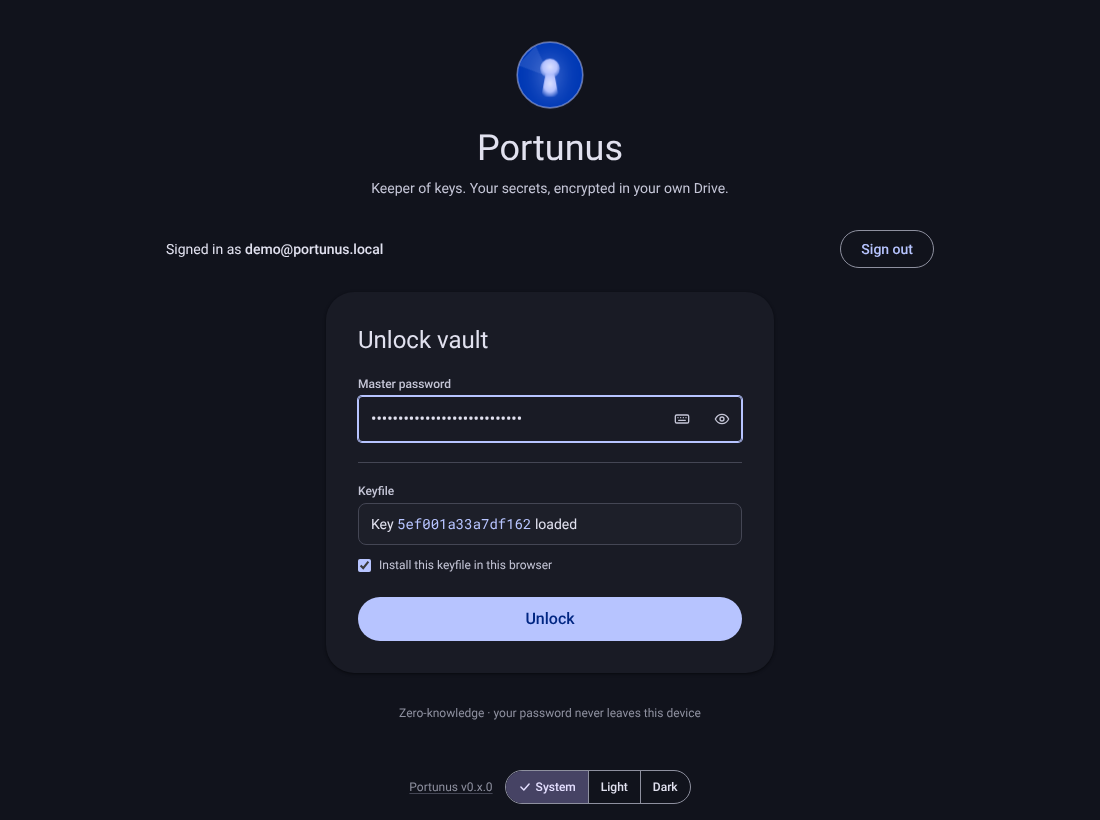 Portunus
Keeper of keys. Your secrets, encrypted in your own Drive.
Signed in as demo@portunus.local
Sign out
Unlock vault
Master password
••••••••••••••••••••••••••••
Keyfile
Key 5ef001a33a7df162 loaded
Install this keyfile in this browser
Unlock
Zero-knowledge · your password never leaves this device
Portunus v0.x.0
System
Light
Dark